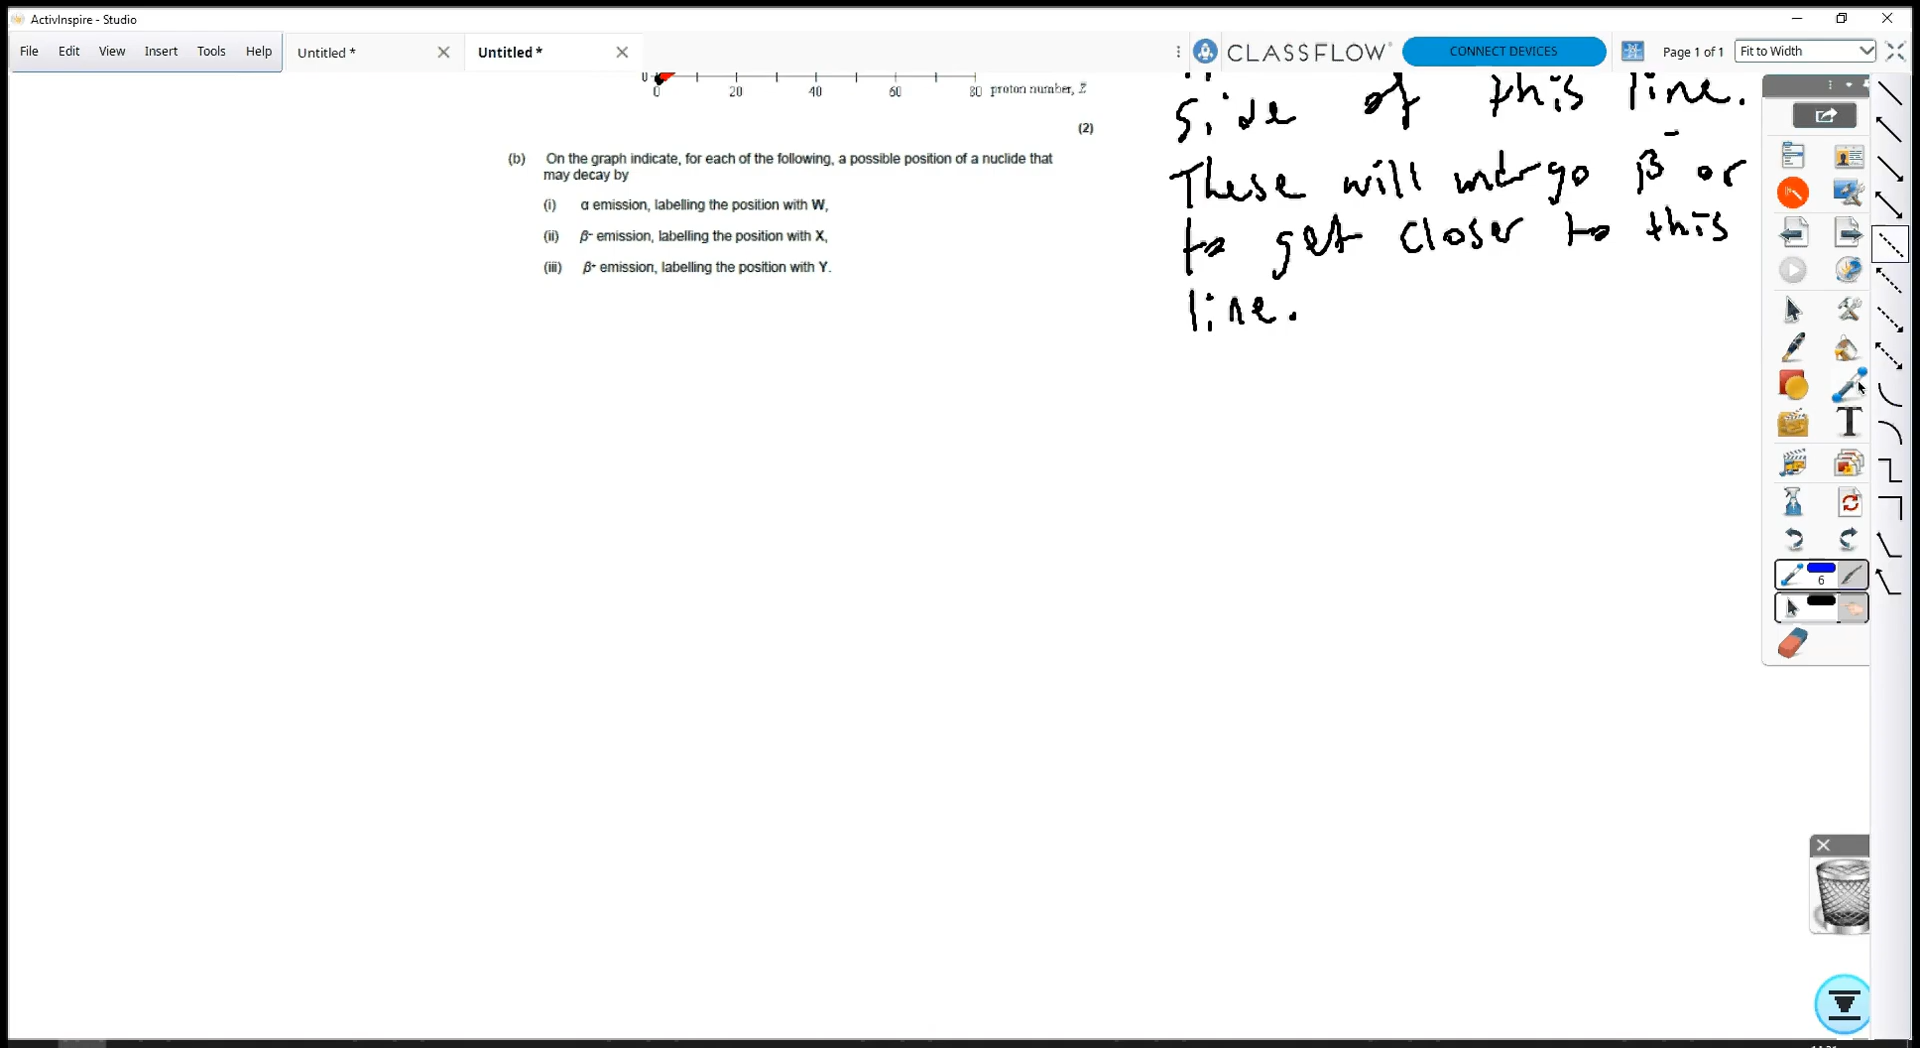 ActivInspire - Studio
File Edit View Insert Tools Help Untitled * Untitled * CLASSFLOW CONNECT DEVICES Page 1 of 1 Fit to Width
0
0 20 40 60 80 proton number, Z
(2)
(b) On the graph indicate, for each of the following, a possible position of a nuclide that
may decay by
(i) α emission, labelling the position with W,
(ii) β⁻ emission, labelling the position with X,
(iii) β⁺ emission, labelling the position with Y.
side of this line.
These will go β⁻ or
to get closer to this
line.
6